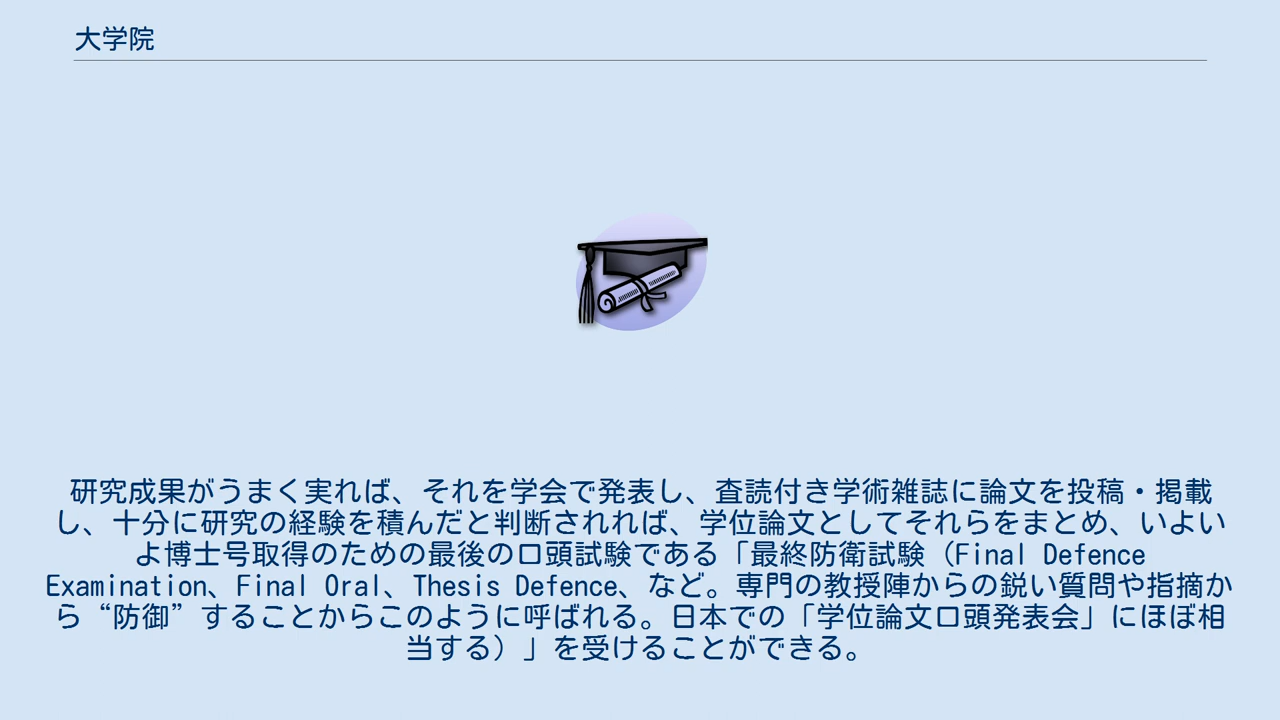 大学院
研究成果がうまく実れば、それを学会で発表し、査読付き学術雑誌に論文を投稿・掲載
し、十分に研究の経験を積んだと判断されれば、学位論文としてそれらをまとめ、いよい
よ博士号取得のための最後の口頭試験である「最終防衛試験（Final Defence
Examination、Final Oral、Thesis Defence、など。専門の教授陣からの鋭い質問や指摘か
ら“防御”することからこのように呼ばれる。日本での「学位論文口頭発表会」にほぼ相
当する）」を受けることができる。